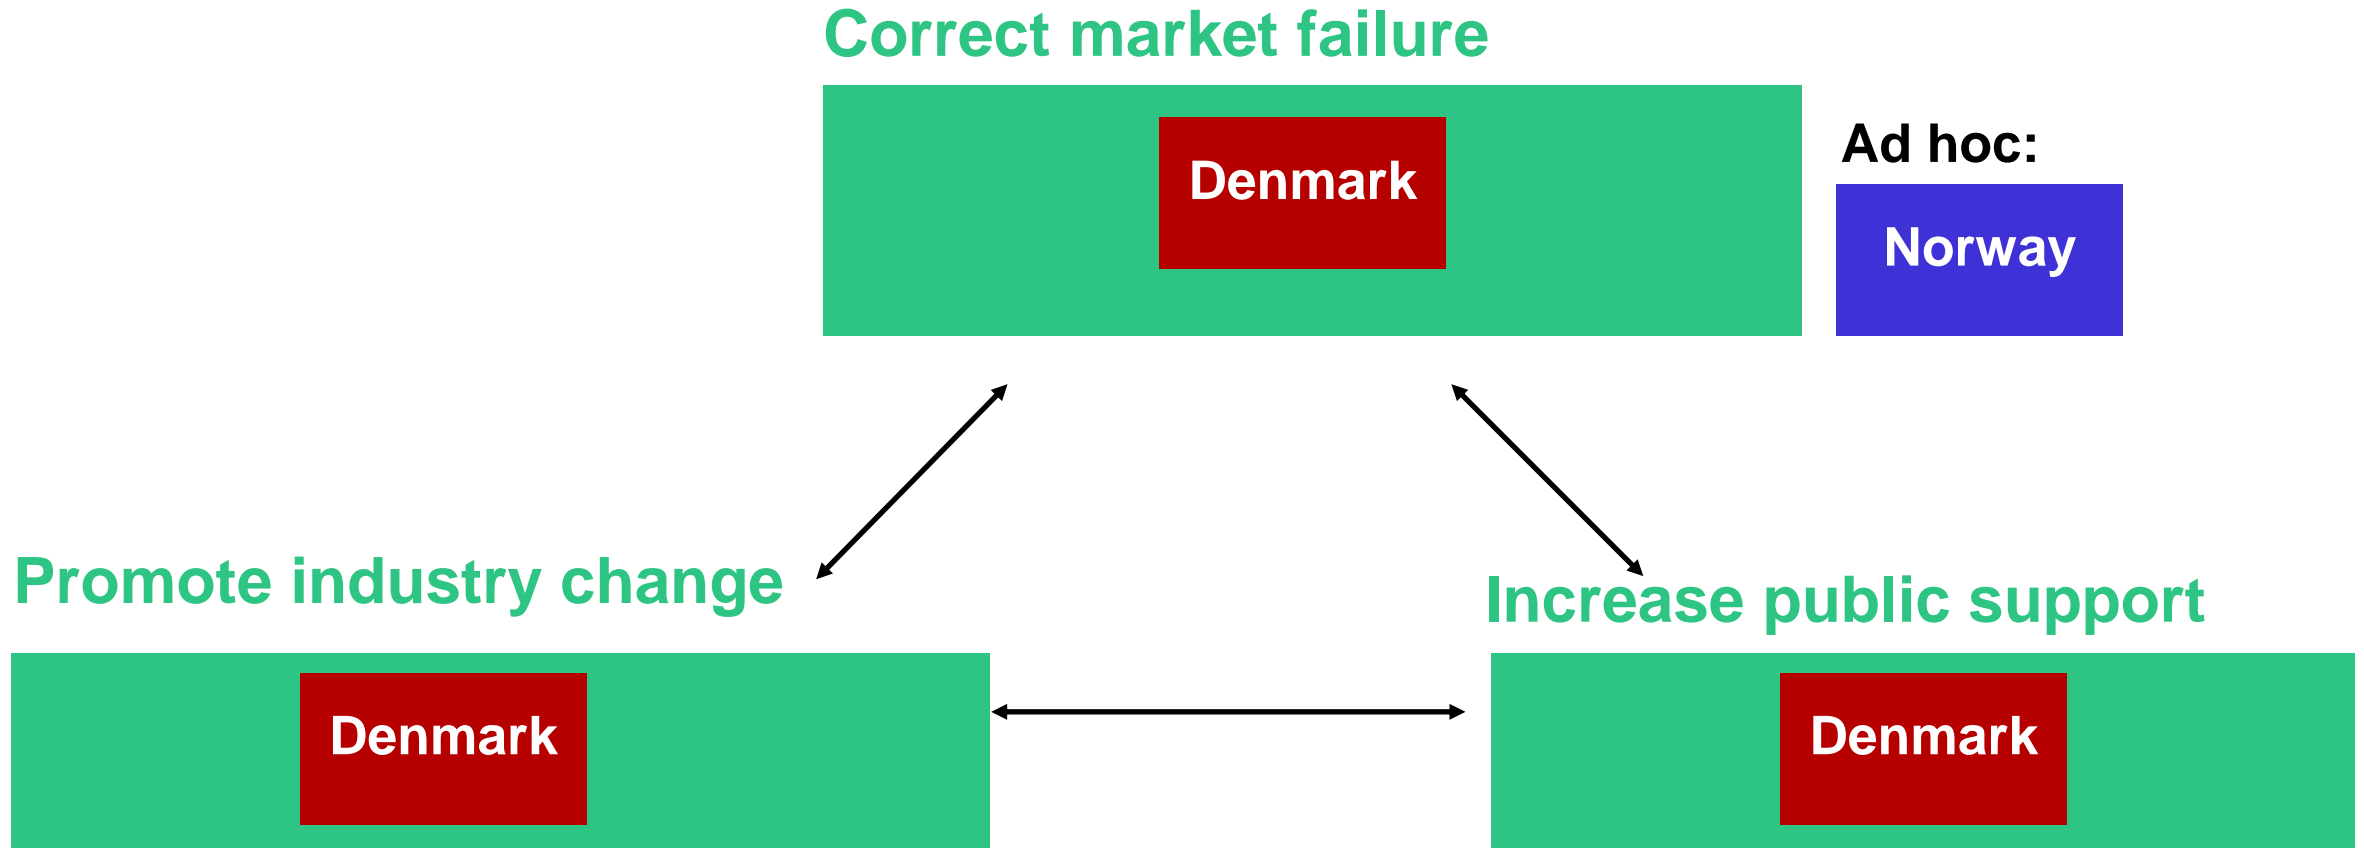 Correct market failure
Denmark
Ad hoc:
Norway
Promote industry change
Increase public support
Denmark
Denmark